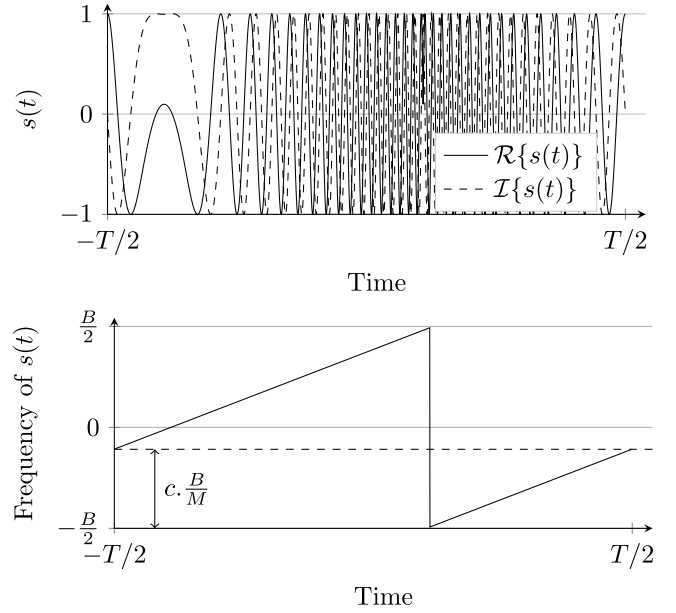 1
0
−1
s(t)
R{s(t)}
I{s(t)}
−T/2
T/2
Time
B/2
0
−B/2
Frequency of s(t)
c.B/M
−T/2
T/2
Time